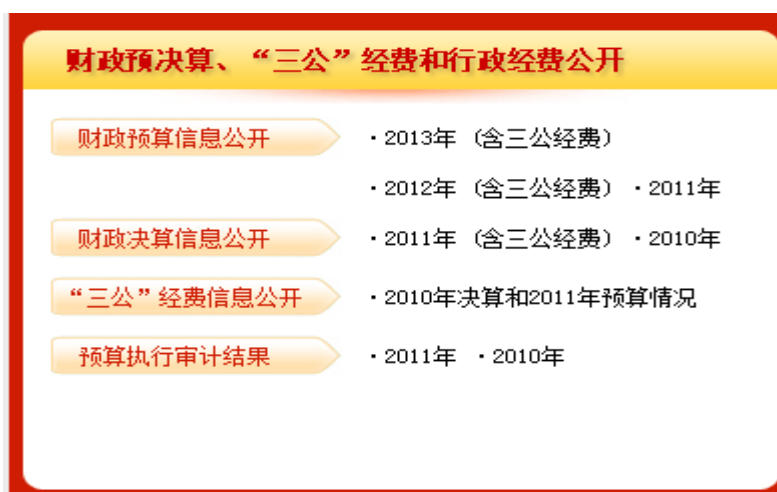 财政预决算、“三公”经费和行政经费公开
财政预算信息公开 ·2013年（含三公经费）
·2012年（含三公经费） ·2011年
财政决算信息公开 ·2011年（含三公经费） ·2010年
“三公”经费信息公开 ·2010年决算和2011年预算情况
预算执行审计结果 ·2011年 ·2010年